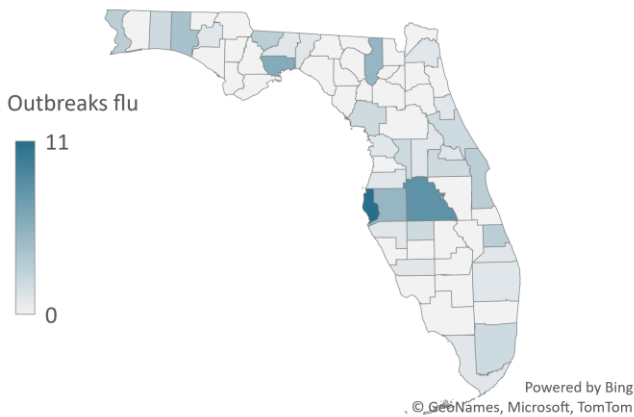 Outbreaks flu
11
0
Powered by Bing
© GeoNames, Microsoft, TomTom